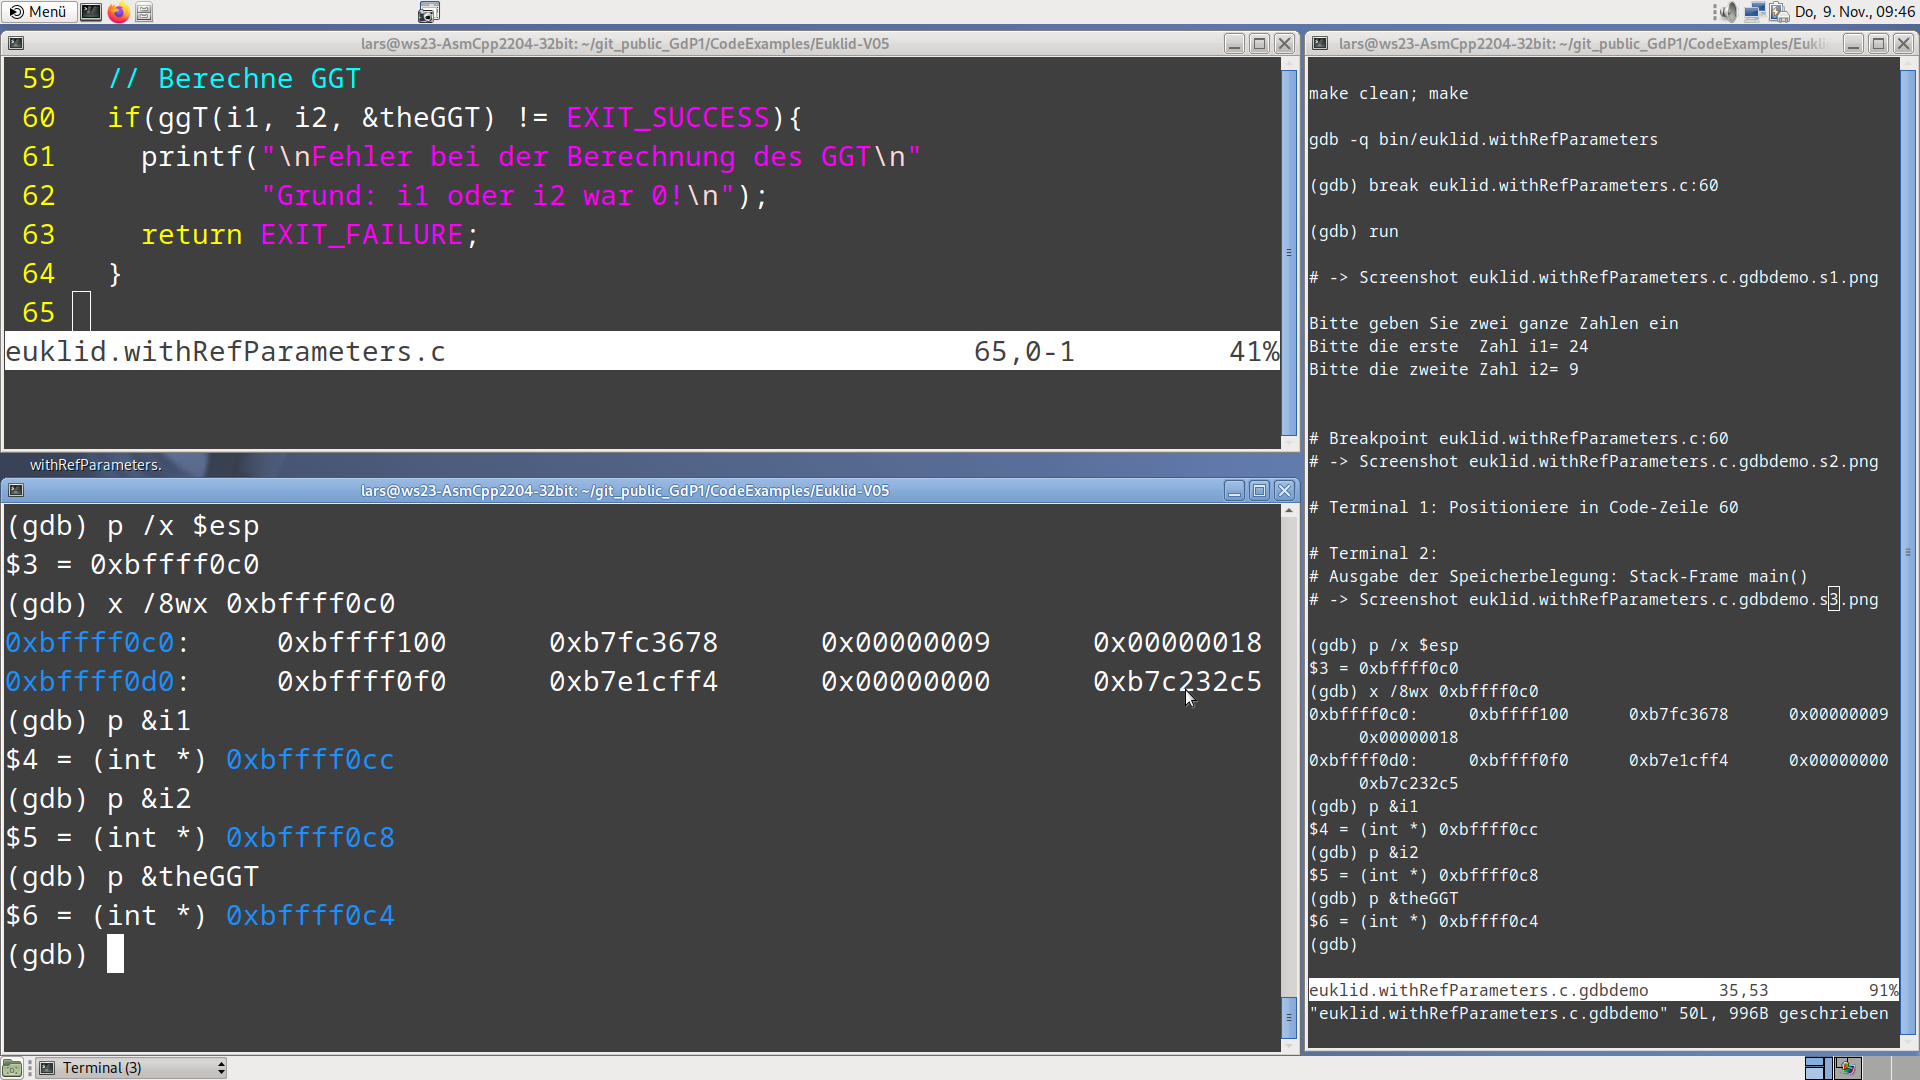 Menü
Do, 9. Nov., 09:46
lars@ws23-AsmCpp2204-32bit: ~/git_public_GdP1/CodeExamples/Euklid-V05
59 // Berechne GGT
60 if(ggT(i1, i2, &theGGT) != EXIT_SUCCESS){
61 printf("\nFehler bei der Berechnung des GGT\n"
62 "Grund: i1 oder i2 war 0!\n");
63 return EXIT_FAILURE;
64 }
65
euklid.withRefParameters.c 65,0-1 41%
withRefParameters.
lars@ws23-AsmCpp2204-32bit: ~/git_public_GdP1/CodeExamples/Euklid-V05
(gdb) p /x $esp
$3 = 0xbffff0c0
(gdb) x /8wx 0xbffff0c0
0xbffff0c0: 0xbffff100 0xb7fc3678 0x00000009 0x00000018
0xbffff0d0: 0xbffff0f0 0xb7e1cff4 0x00000000 0xb7c232c5
(gdb) p &i1
$4 = (int *) 0xbffff0cc
(gdb) p &i2
$5 = (int *) 0xbffff0c8
(gdb) p &theGGT
$6 = (int *) 0xbffff0c4
(gdb)
lars@ws23-AsmCpp2204-32bit: ~/git_public_GdP1/CodeExamples/Eukli
make clean; make
gdb -q bin/euklid.withRefParameters
(gdb) break euklid.withRefParameters.c:60
(gdb) run
# -> Screenshot euklid.withRefParameters.c.gdbdemo.s1.png
Bitte geben Sie zwei ganze Zahlen ein
Bitte die erste  Zahl i1= 24
Bitte die zweite Zahl i2= 9
# Breakpoint euklid.withRefParameters.c:60
# -> Screenshot euklid.withRefParameters.c.gdbdemo.s2.png
# Terminal 1: Positioniere in Code-Zeile 60
# Terminal 2:
# Ausgabe der Speicherbelegung: Stack-Frame main()
# -> Screenshot euklid.withRefParameters.c.gdbdemo.s3.png
(gdb) p /x $esp
$3 = 0xbffff0c0
(gdb) x /8wx 0xbffff0c0
0xbffff0c0: 0xbffff100 0xb7fc3678 0x00000009
0x00000018
0xbffff0d0: 0xbffff0f0 0xb7e1cff4 0x00000000
0xb7c232c5
(gdb) p &i1
$4 = (int *) 0xbffff0cc
(gdb) p &i2
$5 = (int *) 0xbffff0c8
(gdb) p &theGGT
$6 = (int *) 0xbffff0c4
(gdb)
euklid.withRefParameters.c.gdbdemo 35,53 91%
"euklid.withRefParameters.c.gdbdemo" 50L, 996B geschrieben
Terminal (3)